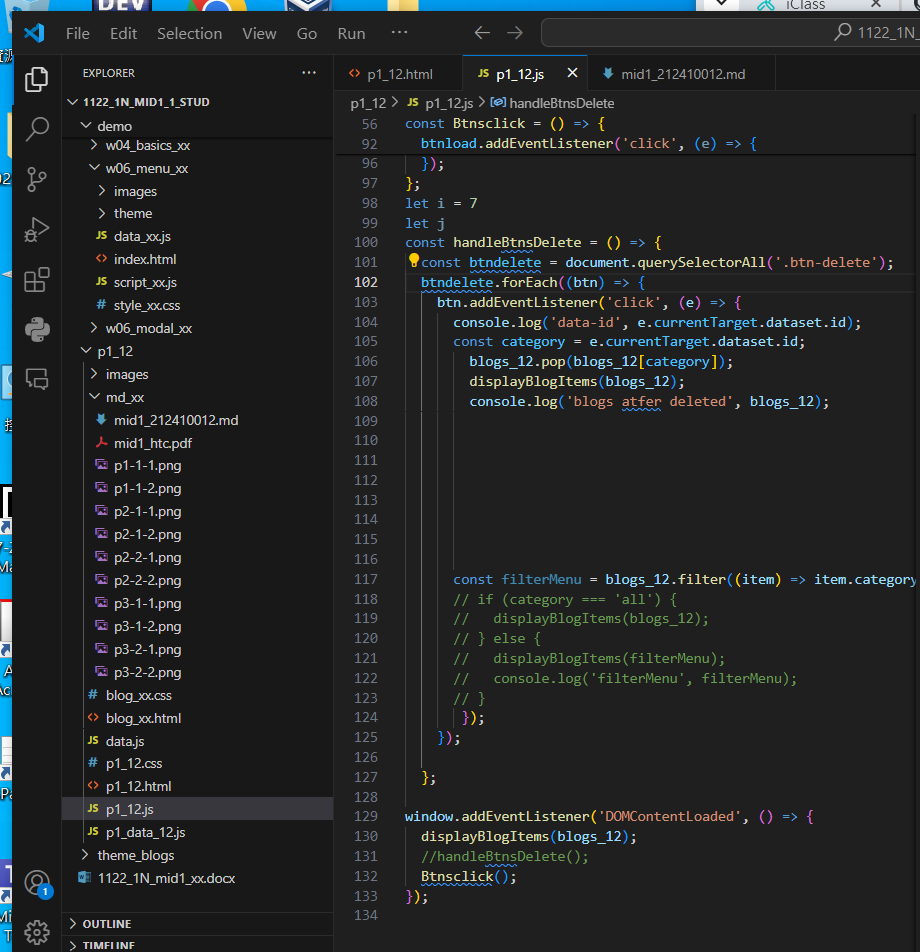 DEV
iClass
File Edit Selection View Go Run ···
1122_1N_
EXPLORER ···
1122_1N_MID1_1_STUD
demo
w04_basics_xx
w06_menu_xx
images
theme
JS data_xx.js
<> index.html
JS script_xx.js
# style_xx.css
w06_modal_xx
p1_12
images
md_xx
mid1_212410012.md
mid1_htc.pdf
p1-1-1.png
p1-1-2.png
p2-1-1.png
p2-1-2.png
p2-2-1.png
p2-2-2.png
p3-1-1.png
p3-1-2.png
p3-2-1.png
p3-2-2.png
# blog_xx.css
<> blog_xx.html
JS data.js
# p1_12.css
<> p1_12.html
JS p1_12.js
JS p1_data_12.js
theme_blogs
1122_1N_mid1_xx.docx
OUTLINE
TIMELINE
1
<> p1_12.html JS p1_12.js × mid1_212410012.md
p1_12 > JS p1_12.js > handleBtnsDelete
56 const Btnsclick = () => {
92 btnload.addEventListener('click', (e) => {
96 });
97 };
98 let i = 7
99 let j
100 const handleBtnsDelete = () => {
101 const btndelete = document.querySelectorAll('.btn-delete');
102 btndelete.forEach((btn) => {
103 btn.addEventListener('click', (e) => {
104 console.log('data-id', e.currentTarget.dataset.id);
105 const category = e.currentTarget.dataset.id;
106 blogs_12.pop(blogs_12[category]);
107 displayBlogItems(blogs_12);
108 console.log('blogs atfer deleted', blogs_12);
109
110
111
112
113
114
115
116
117 const filterMenu = blogs_12.filter((item) => item.category
118 // if (category === 'all') {
119 // displayBlogItems(blogs_12);
120 // } else {
121 // displayBlogItems(filterMenu);
122 // console.log('filterMenu', filterMenu);
123 // }
124 });
125 });
126
127 };
128
129 window.addEventListener('DOMContentLoaded', () => {
130 displayBlogItems(blogs_12);
131 //handleBtnsDelete();
132 Btnsclick();
133 });
134